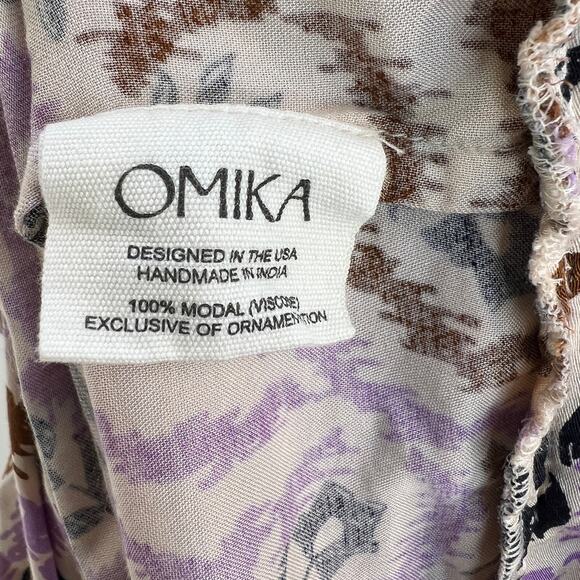 OMIKA
DESIGNED IN THE USA
HANDMADE IN INDIA
100% MODAL (VISCOSE)
EXCLUSIVE OF ORNAMENTATION